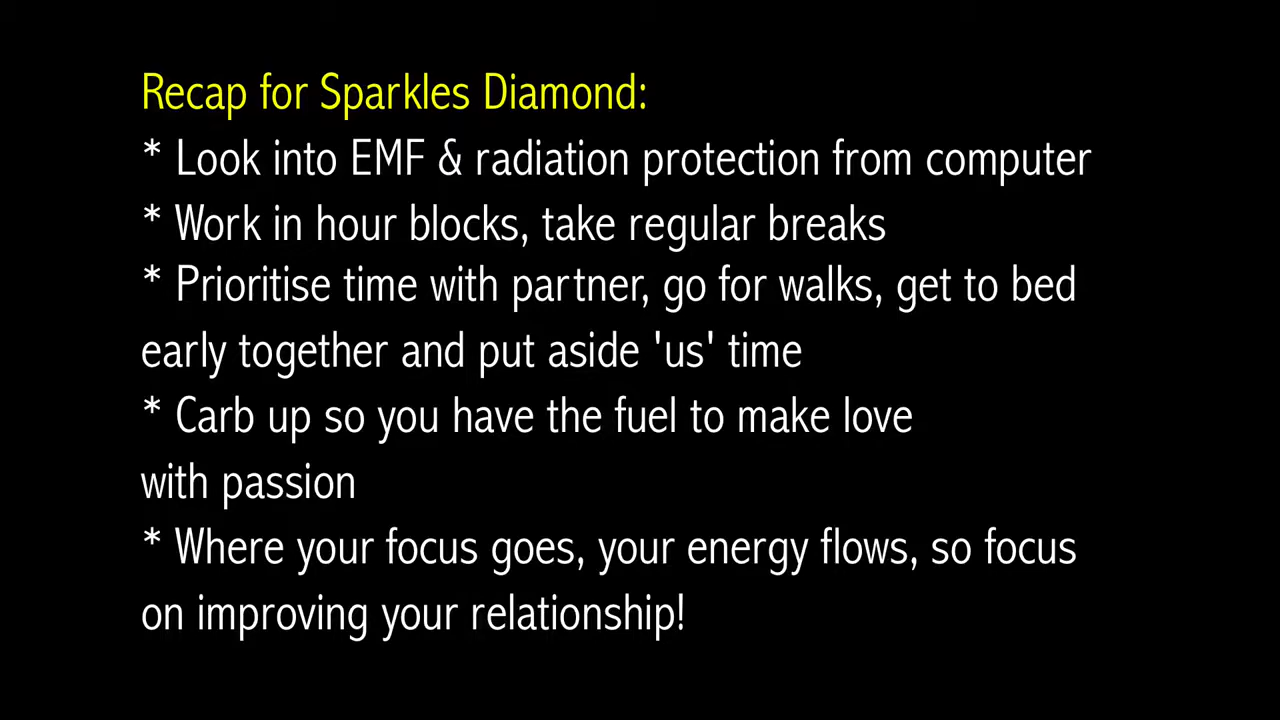 Recap for Sparkles Diamond:
* Look into EMF & radiation protection from computer
* Work in hour blocks, take regular breaks
* Prioritise time with partner, go for walks, get to bed
early together and put aside 'us' time
* Carb up so you have the fuel to make love
with passion
* Where your focus goes, your energy flows, so focus
on improving your relationship!